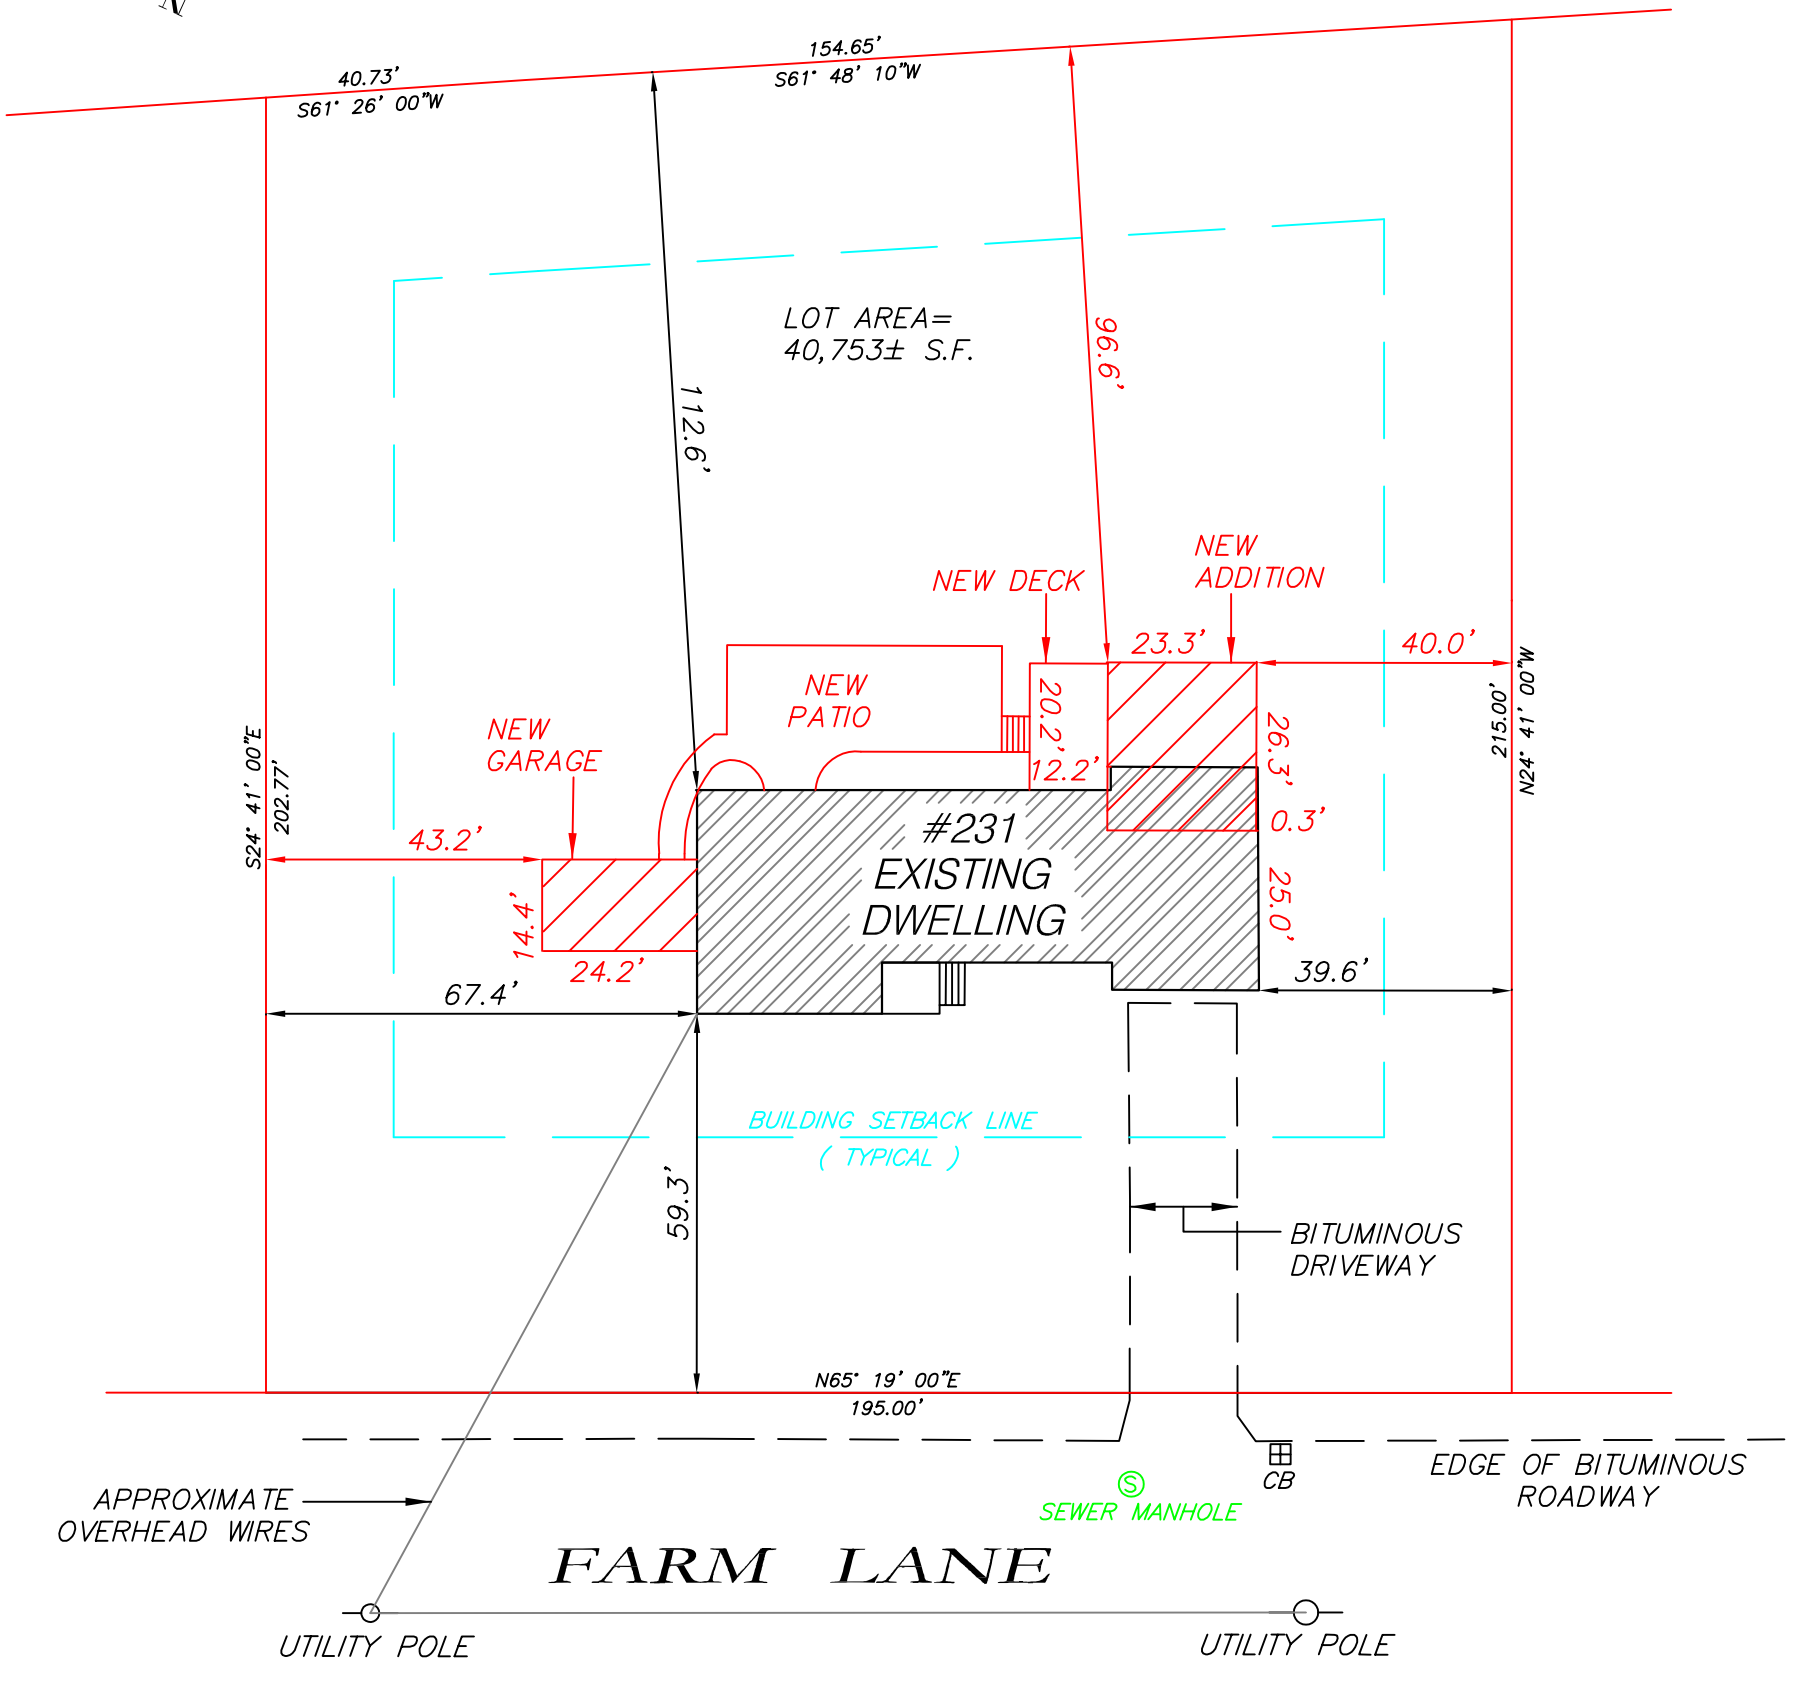 N
154.65'
40.73'
S61° 48' 10"W
S61° 26' 00"W
LOT AREA=
40,753± S.F.
96.6'
112.6'
NEW
ADDITION
NEW DECK
23.3'
40.0'
NEW
PATIO
20.2'
12.2'
26.3'
0.3'
215.00'
N24° 41' 00"W
NEW
GARAGE
S24° 41' 00"E
202.77'
43.2'
#231
EXISTING
DWELLING
14.4'
24.2'
25.0'
67.4'
39.6'
BUILDING SETBACK LINE
( TYPICAL )
59.3'
BITUMINOUS
DRIVEWAY
N65° 19' 00"E
195.00'
EDGE OF BITUMINOUS
ROADWAY
CB
S
SEWER MANHOLE
APPROXIMATE
OVERHEAD WIRES
FARM LANE
UTILITY POLE
UTILITY POLE